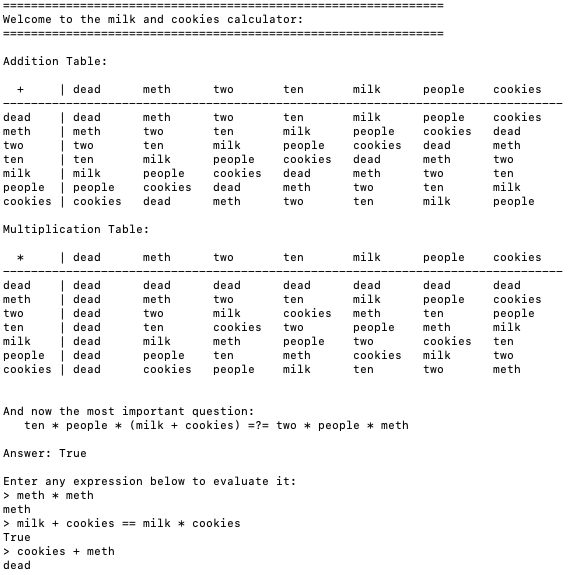 ===============================================================
Welcome to the milk and cookies calculator:
===============================================================
Addition Table:
+ | dead meth two ten milk people cookies
--------------------------------------------------------------------------------
dead | dead meth two ten milk people cookies
meth | meth two ten milk people cookies dead
two | two ten milk people cookies dead meth
ten | ten milk people cookies dead meth two
milk | milk people cookies dead meth two ten
people | people cookies dead meth two ten milk
cookies | cookies dead meth two ten milk people
Multiplication Table:
* | dead meth two ten milk people cookies
--------------------------------------------------------------------------------
dead | dead dead dead dead dead dead dead
meth | dead meth two ten milk people cookies
two | dead two milk cookies meth ten people
ten | dead ten cookies two people meth milk
milk | dead milk meth people two cookies ten
people | dead people ten meth cookies milk two
cookies | dead cookies people milk ten two meth
And now the most important question:
ten * people * (milk + cookies) =?= two * people * meth
Answer: True
Enter any expression below to evaluate it:
> meth * meth
meth
> milk + cookies == milk * cookies
True
> cookies + meth
dead